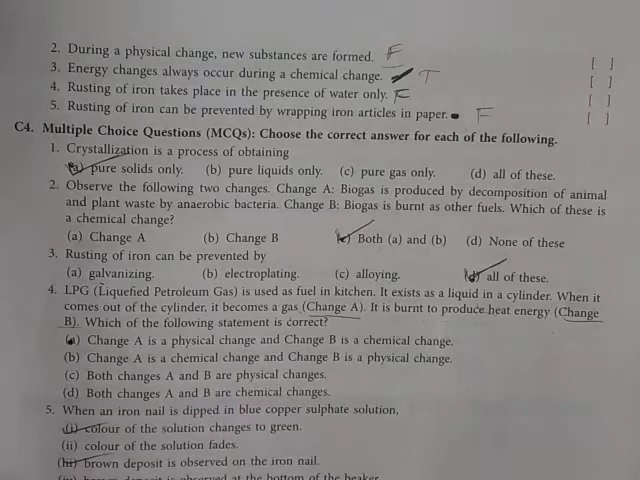 2. During a physical change, new substances are formed. F [ ]
3. Energy changes always occur during a chemical change. T [ ]
4. Rusting of iron takes place in the presence of water only. F [ ]
5. Rusting of iron can be prevented by wrapping iron articles in paper. F [ ]
C4. Multiple Choice Questions (MCQs): Choose the correct answer for each of the following.
1. Crystallization is a process of obtaining
(a) pure solids only. (b) pure liquids only. (c) pure gas only. (d) all of these.
2. Observe the following two changes. Change A: Biogas is produced by decomposition of animal
and plant waste by anaerobic bacteria. Change B: Biogas is burnt as other fuels. Which of these is
a chemical change?
(a) Change A (b) Change B (c) Both (a) and (b) (d) None of these
3. Rusting of iron can be prevented by
(a) galvanizing. (b) electroplating. (c) alloying. (d) all of these.
4. LPG (Liquefied Petroleum Gas) is used as fuel in kitchen. It exists as a liquid in a cylinder. When it
comes out of the cylinder, it becomes a gas (Change A). It is burnt to produce heat energy (Change
B). Which of the following statement is correct?
(a) Change A is a physical change and Change B is a chemical change.
(b) Change A is a chemical change and Change B is a physical change.
(c) Both changes A and B are physical changes.
(d) Both changes A and B are chemical changes.
5. When an iron nail is dipped in blue copper sulphate solution,
(i) colour of the solution changes to green.
(ii) colour of the solution fades.
(iii) brown deposit is observed on the iron nail.
(iv) brown deposit is observed at the bottom of the beaker.